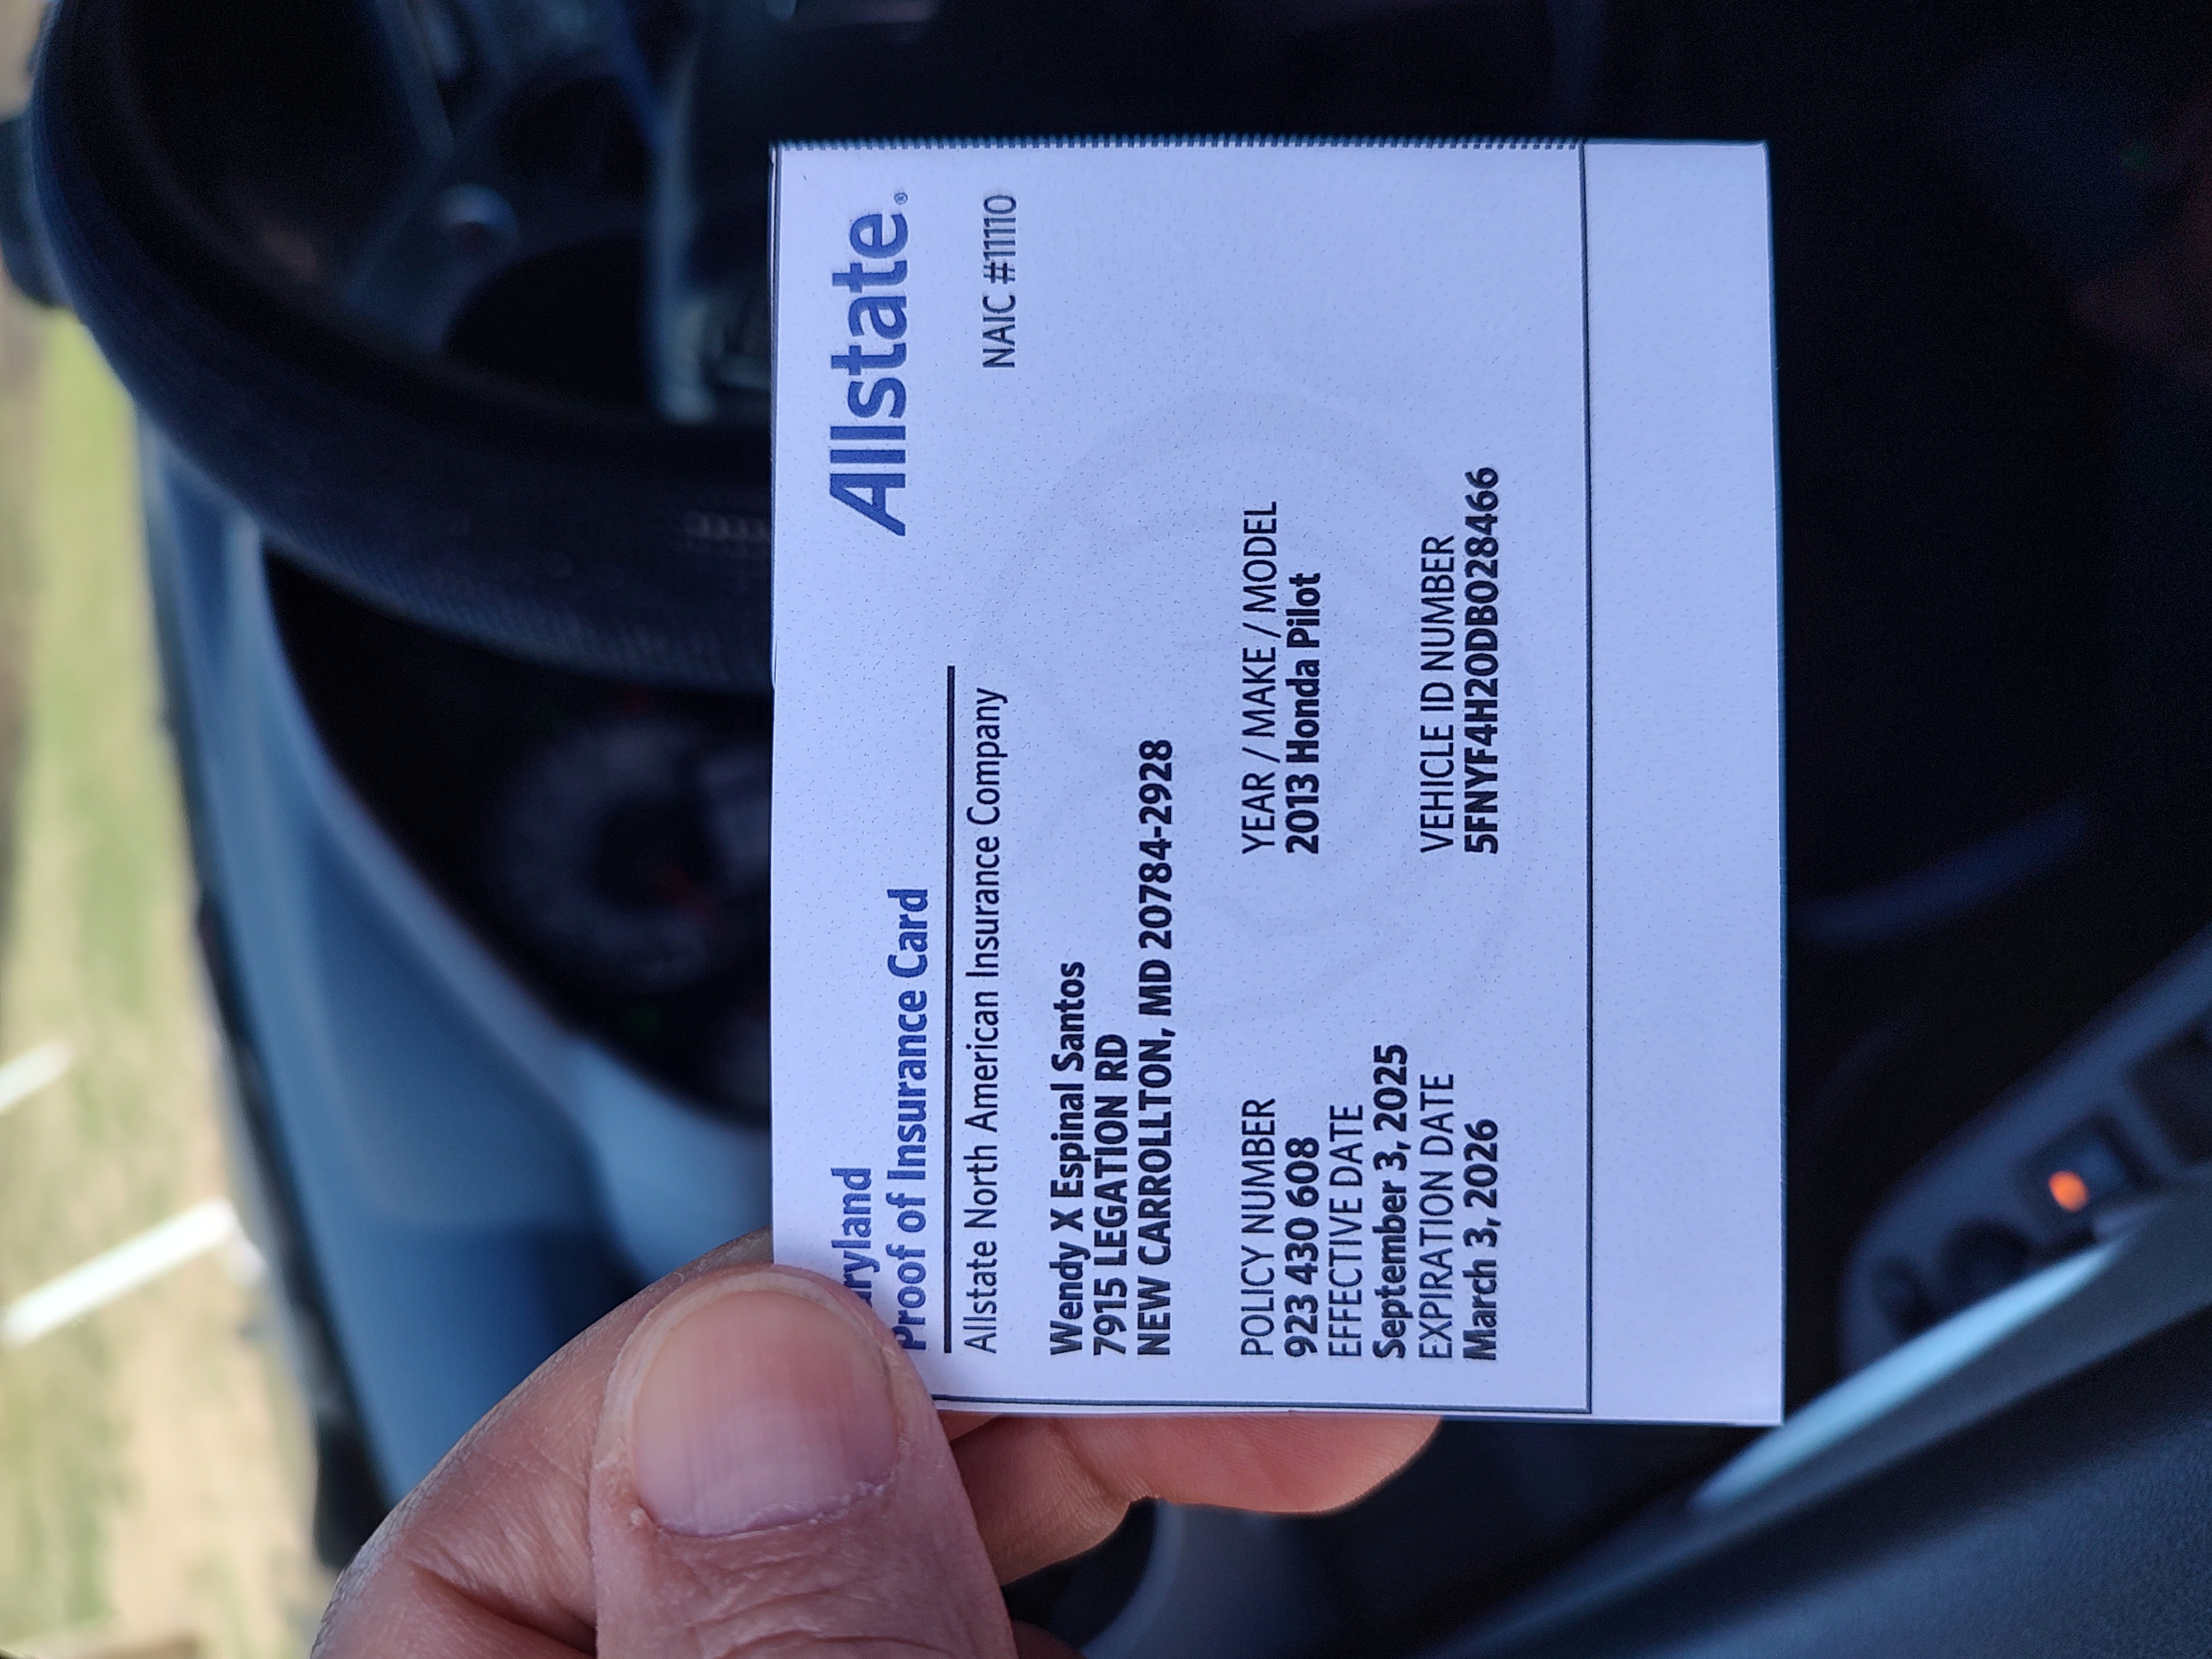 ryland
Proof of Insurance Card
Allstate®
Allstate North American Insurance Company
NAIC #11110
Wendy X Espinal Santos
7915 LEGATION RD
NEW CARROLLTON, MD 20784-2928
POLICY NUMBER
923 430 608
EFFECTIVE DATE
September 3, 2025
EXPIRATION DATE
March 3, 2026
YEAR / MAKE / MODEL
2013 Honda Pilot
VEHICLE ID NUMBER
5FNYF4H20DB028466